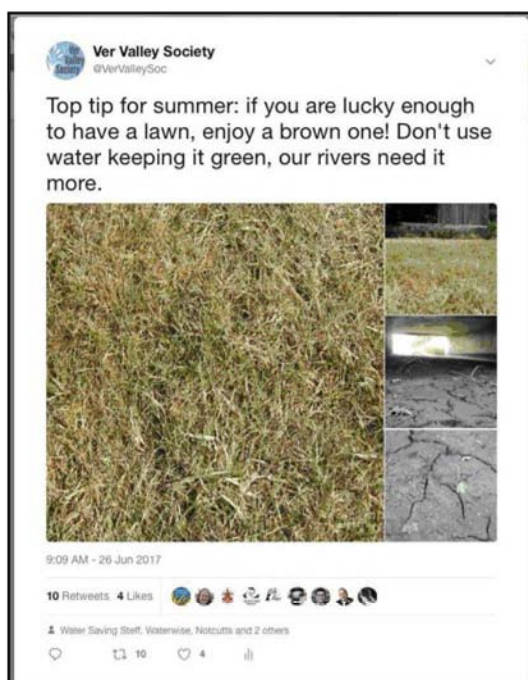 Ver Valley Society
@VerValleySoc
Top tip for summer: if you are lucky enough
to have a lawn, enjoy a brown one! Don't use
water keeping it green, our rivers need it
more.
9:09 AM - 26 Jun 2017
10 Retweets 4 Likes
Water Saving Steff, Waterwise, Notcutts and 2 others
10 4